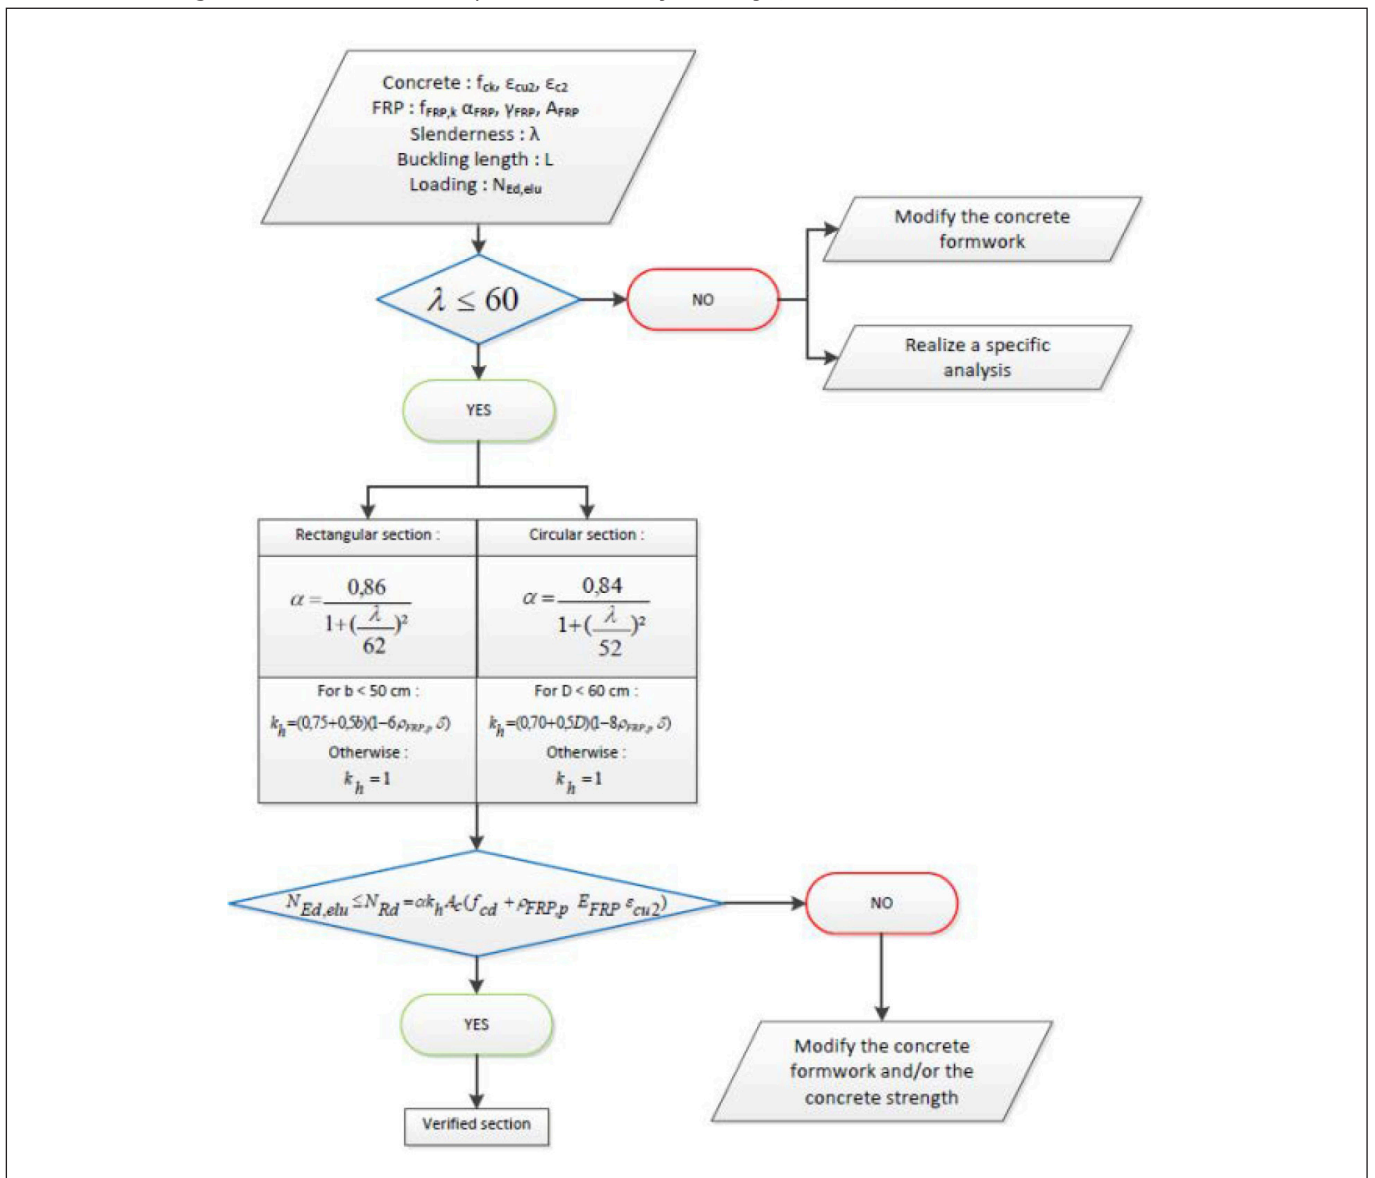 Concrete : fck, εcu2, εc2
FRP : fFRP,k αFRP, γFRP, AFRP
Slenderness : λ
Buckling length : L
Loading : NEd,elu
Modify the concrete
formwork
λ ≤ 60
NO
Realize a specific
analysis
YES
Rectangular section :
Circular section :
α = 0,86 / 1+(λ/62)²
α = 0,84 / 1+(λ/52)²
For b < 50 cm :
kh=(0,75+0,5b)(1−6ρFRP,p δ)
Otherwise :
kh =1
For D < 60 cm :
kh=(0,70+0,5D)(1−8ρFRP,p δ)
Otherwise :
kh =1
NEd,elu ≤ NRd = αkh Ac(fcd + ρFRP,p EFRP εcu2)
NO
YES
Modify the concrete
formwork and/or the
concrete strength
Verified section